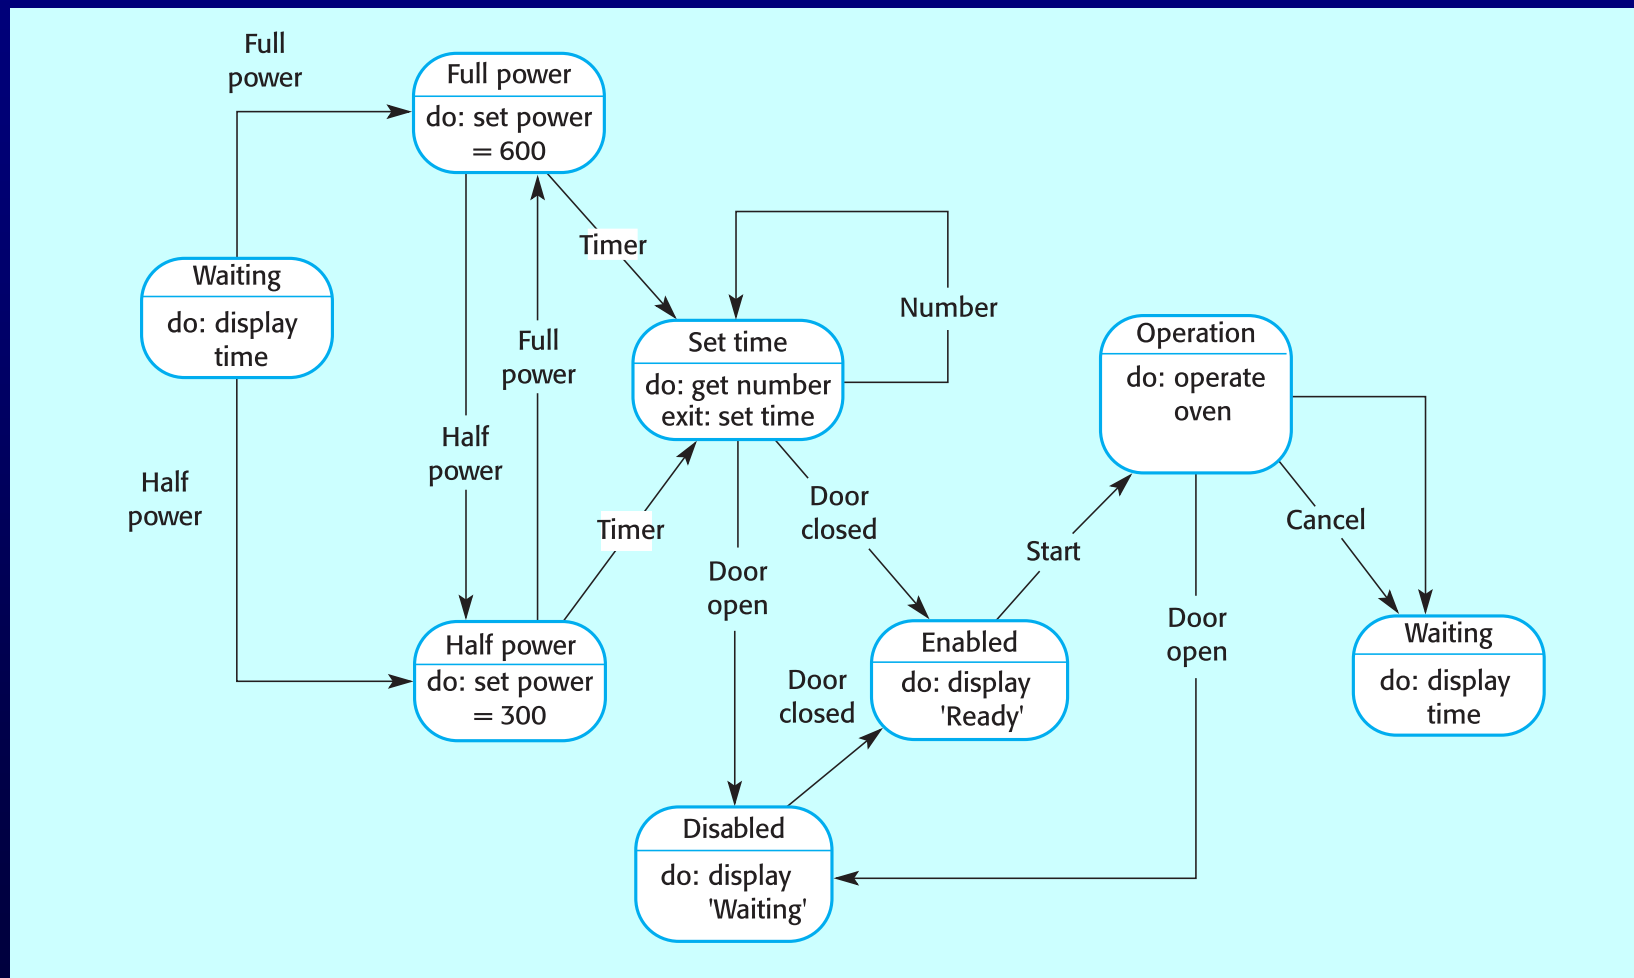 Full
power
Full power
do: set power
= 600
Timer
Waiting
do: display
time
Number
Full
power
Set time
do: get number
exit: set time
Operation
do: operate
oven
Half
power
Half
power
Timer
Door
closed
Cancel
Start
Door
open
Door
open
Half power
do: set power
= 300
Enabled
do: display
'Ready'
Waiting
do: display
time
Door
closed
Disabled
do: display
'Waiting'